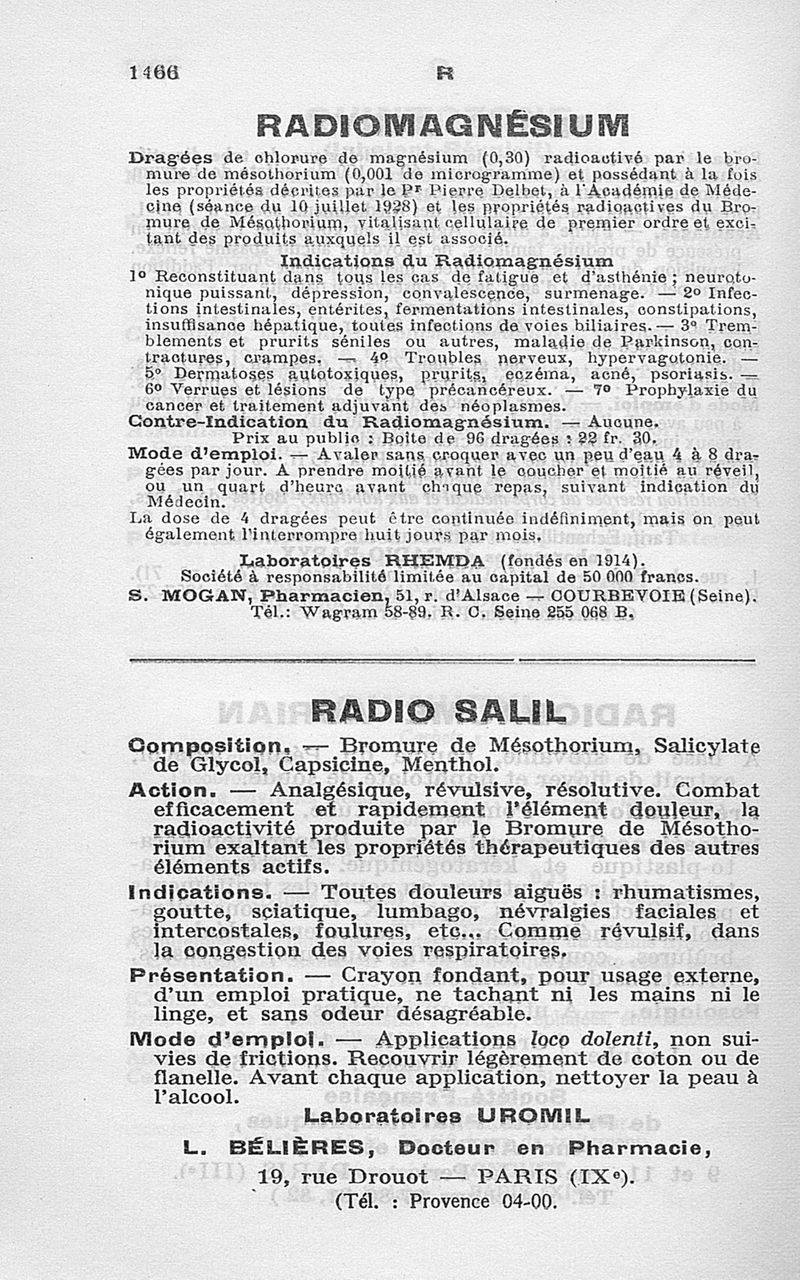 1466
R
RADIOMAGNÉSIUM
Dragées de chlorure de magnésium (0,30) radioactivé par le bro-
mure de mésothorium (0,001 de microgramme) et possédant à la fois
les propriétés décrites par le Pr Pierre Delbet, à l'Académie de Méde-
cine (séance du 10 juillet 1928) et les propriétés radioactives du Bro-
mure de Mésothorium, vitalisant cellulaire de premier ordre et exci-
tant des produits auxquels il est associé.
Indications du Radiomagnésium
1º Reconstituant dans tous les cas de fatigue et d'asthénie ; neuroto-
nique puissant, dépression, convalescence, surmenage. — 2º Infec-
tions intestinales, entérites, fermentations intestinales, constipations,
insuffisance hépatique, toutes infections de voies biliaires. — 3º Trem-
blements et prurits séniles ou autres, maladie de Parkinson, con-
tractures, crampes. — 4º Troubles nerveux, hypervagotonie. —
5º Dermatoses autotoxiques, prurits, eczéma, acné, psoriasis. —
6º Verrues et lésions de type précancéreux. — 7º Prophylaxie du
cancer et traitement adjuvant des néoplasmes.
Contre-Indication du Radiomagnésium. — Aucune.
Prix au public : Boîte de 96 dragées : 22 fr. 30.
Mode d'emploi. — Avaler sans croquer avec un peu d'eau 4 à 8 dra-
gées par jour. A prendre moitié avant le coucher et moitié au réveil,
ou un quart d'heure avant chaque repas, suivant indication du
Médecin.
La dose de 4 dragées peut être continuée indéfiniment, mais on peut
également l'interrompre huit jours par mois.
Laboratoires RHEMDA (fondés en 1914).
Société à responsabilité limitée au capital de 50 000 francs.
S. MOGAN, Pharmacien, 51, r. d'Alsace — COURBEVOIE (Seine).
Tél.: Wagram 58-89. R. C. Seine 255 068 B.
RADIO SALIL
Composition. — Bromure de Mésothorium, Salicylate
de Glycol, Capsicine, Menthol.
Action. — Analgésique, révulsive, résolutive. Combat
efficacement et rapidement l'élément douleur, la
radioactivité produite par le Bromure de Mésotho-
rium exaltant les propriétés thérapeutiques des autres
éléments actifs.
Indications. — Toutes douleurs aiguës : rhumatismes,
goutte, sciatique, lumbago, névralgies faciales et
intercostales, foulures, etc... Comme révulsif, dans
la congestion des voies respiratoires.
Présentation. — Crayon fondant, pour usage externe,
d'un emploi pratique, ne tachant ni les mains ni le
linge, et sans odeur désagréable.
Mode d'emploi. — Applications loco dolenti, non sui-
vies de frictions. Recouvrir légèrement de coton ou de
flanelle. Avant chaque application, nettoyer la peau à
l'alcool.
Laboratoires UROMIL
L. BÉLIÈRES, Docteur en Pharmacie,
19, rue Drouot — PARIS (IXe).
(Tél. : Provence 04-00.